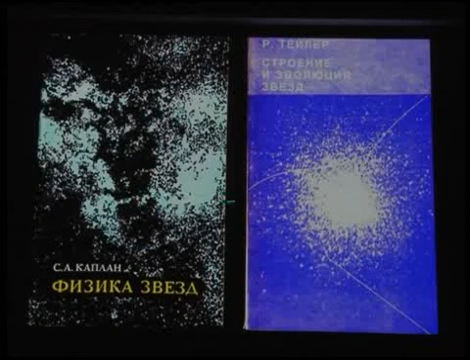 С.А. КАПЛАН
ФИЗИКА ЗВЕЗД
Р. ТЕЙЛЕР
СТРОЕНИЕ
И ЭВОЛЮЦИЯ
ЗВЕЗД